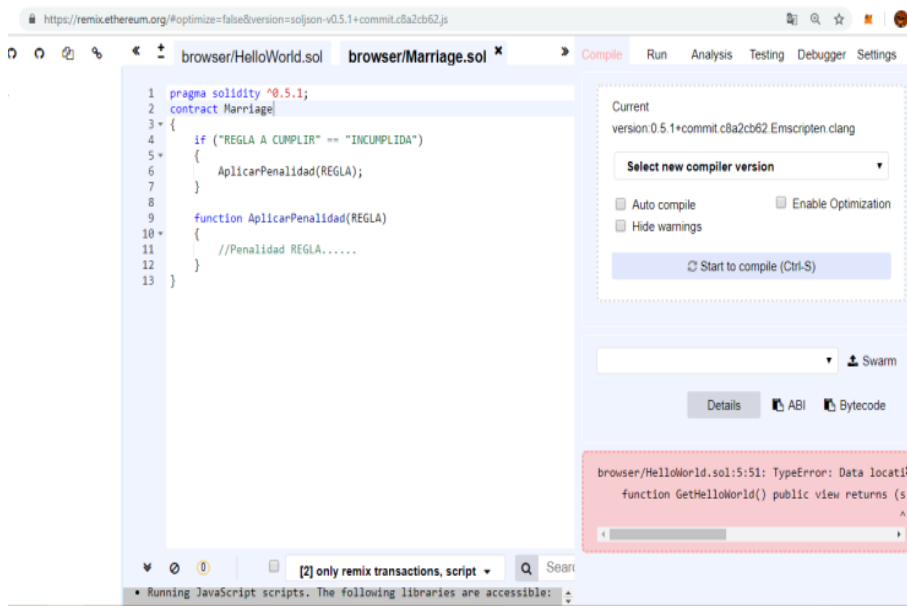 https://remix.ethereum.org/#optimize=false&version=soljson-v0.5.1+commit.c8a2cb62.js
browser/HelloWorld.sol browser/Marriage.sol
Compile Run Analysis Testing Debugger Settings
1 pragma solidity ^0.5.1;
2 contract Marriage
3 {
4 if ("REGLA A CUMPLIR" == "INCUMPLIDA")
5 {
6 AplicarPenalidad(REGLA);
7 }
8
9 function AplicarPenalidad(REGLA)
10 {
11 //Penalidad REGLA......
12 }
13 }
Current
version:0.5.1+commit.c8a2cb62.Emscripten.clang
Select new compiler version
Auto compile Enable Optimization
Hide warnings
Start to compile (Ctrl-S)
Swarm
Details ABI Bytecode
browser/HelloWorld.sol:5:51: TypeError: Data locati
function GetHelloWorld() public view returns (s
^
0 [2] only remix transactions, script Searc
• Running JavaScript scripts. The following libraries are accessible: